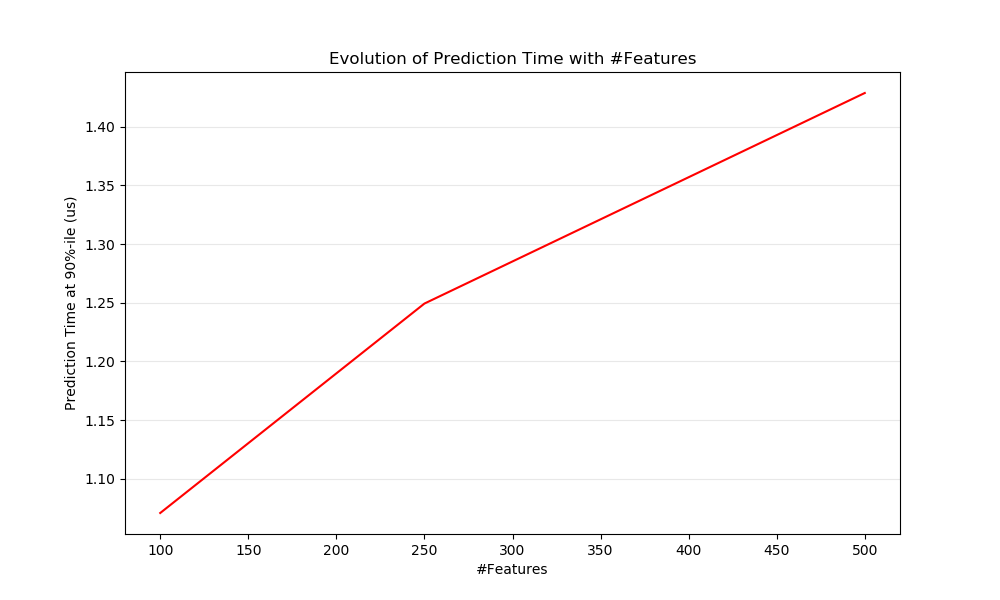 Evolution of Prediction Time with #Features
Prediction Time at 90%-ile (us)
1.40
1.35
1.30
1.25
1.20
1.15
1.10
100 150 200 250 300 350 400 450 500
#Features